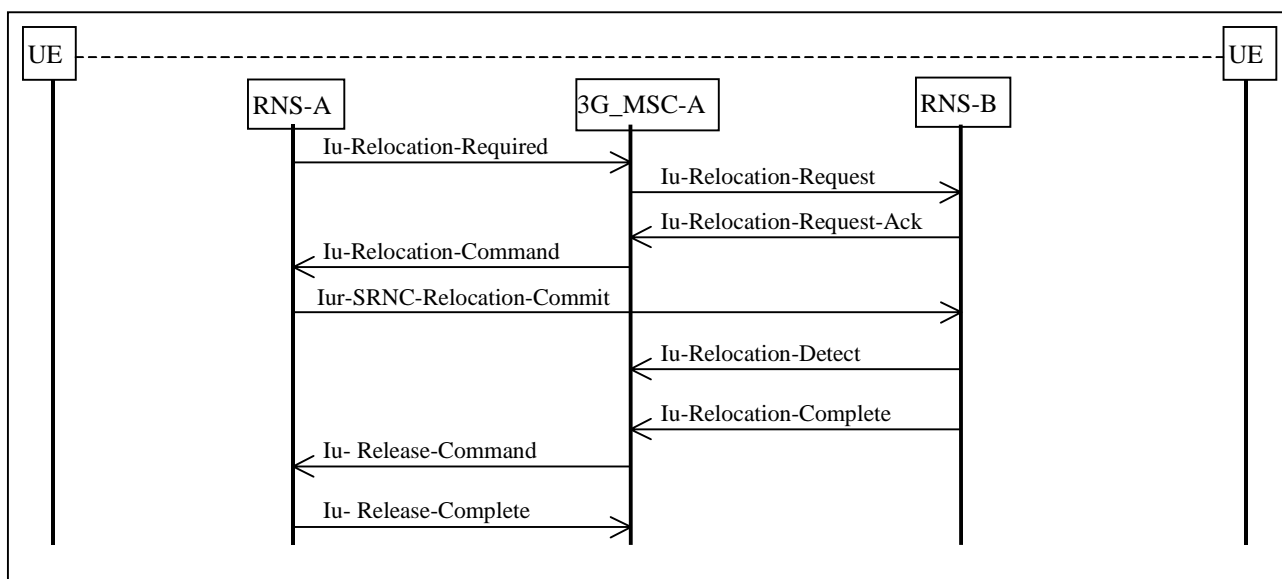 UE
UE
RNS-A
3G_MSC-A
RNS-B
Iu-Relocation-Required
Iu-Relocation-Request
Iu-Relocation-Request-Ack
Iu-Relocation-Command
Iur-SRNC-Relocation-Commit
Iu-Relocation-Detect
Iu-Relocation-Complete
Iu- Release-Command
Iu- Release-Complete